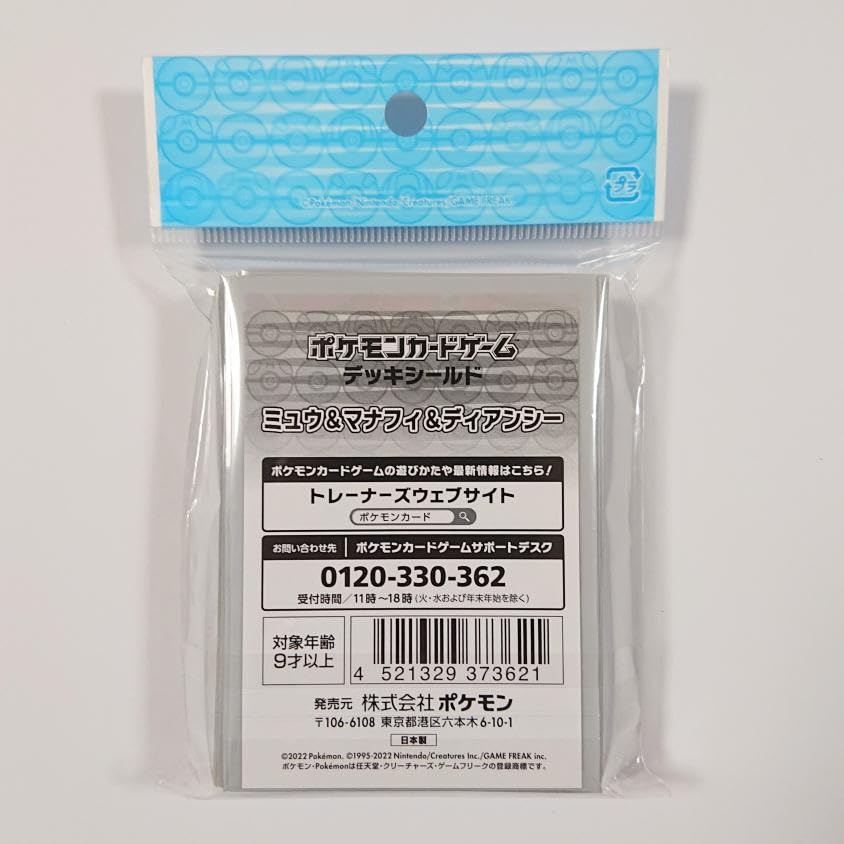 ©Pokémon/Nintendo/Creatures/GAME FREAK
プラ
ポケモンカードゲーム
デッキシールド
ミュウ&マナフィ&ディアンシー
ポケモンカードゲームの遊びかたや最新情報はこちら!
トレーナーズウェブサイト
ポケモンカード
お問い合わせ先 ポケモンカードゲームサポートデスク
0120-330-362
受付時間/11時~18時(火・水および年末年始を除く)
対象年齢
9才以上
4 521329 373621
発売元 株式会社ポケモン
〒106-6108 東京都港区六本木6-10-1
日本製
©2022 Pokémon. ©1995-2022 Nintendo/Creatures Inc./GAME FREAK inc.
ポケモン・Pokémonは任天堂・クリーチャーズ・ゲームフリークの登録商標です。